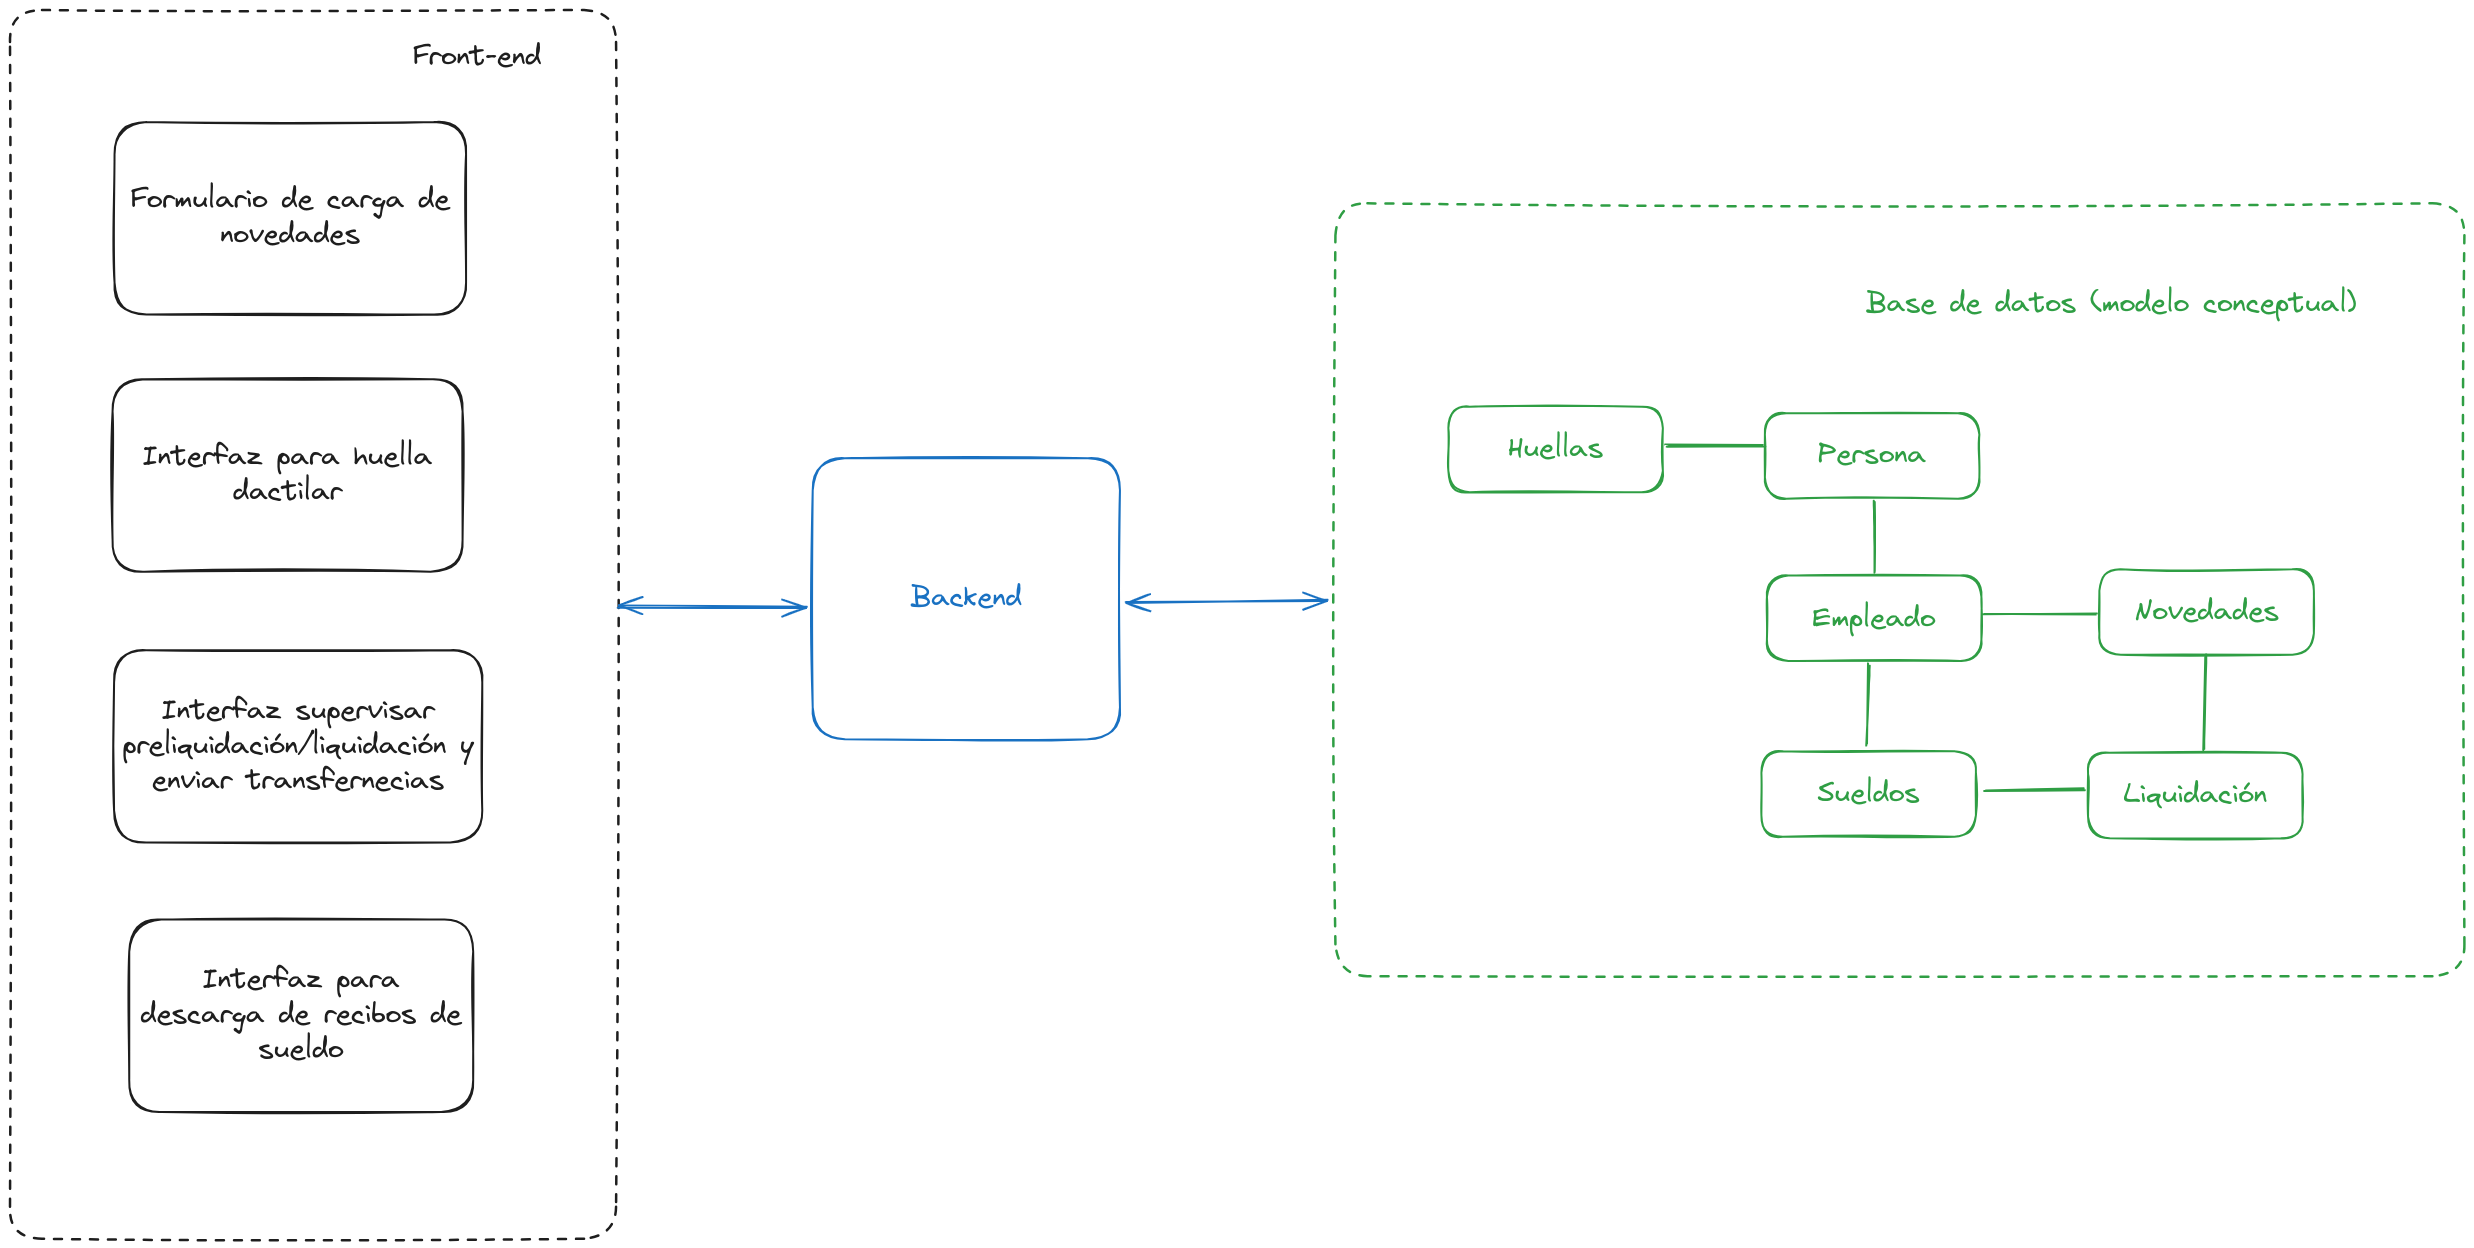 Front-end
Formulario de carga de
novedades
Interfaz para huella
dactilar
Interfaz supervisar
preliquidación/liquidación y
enviar transfernecias
Interfaz para
descarga de recibos de
sueldo
Backend
Base de datos (modelo conceptual)
Huellas
Persona
Empleado
Novedades
Sueldos
Liquidación